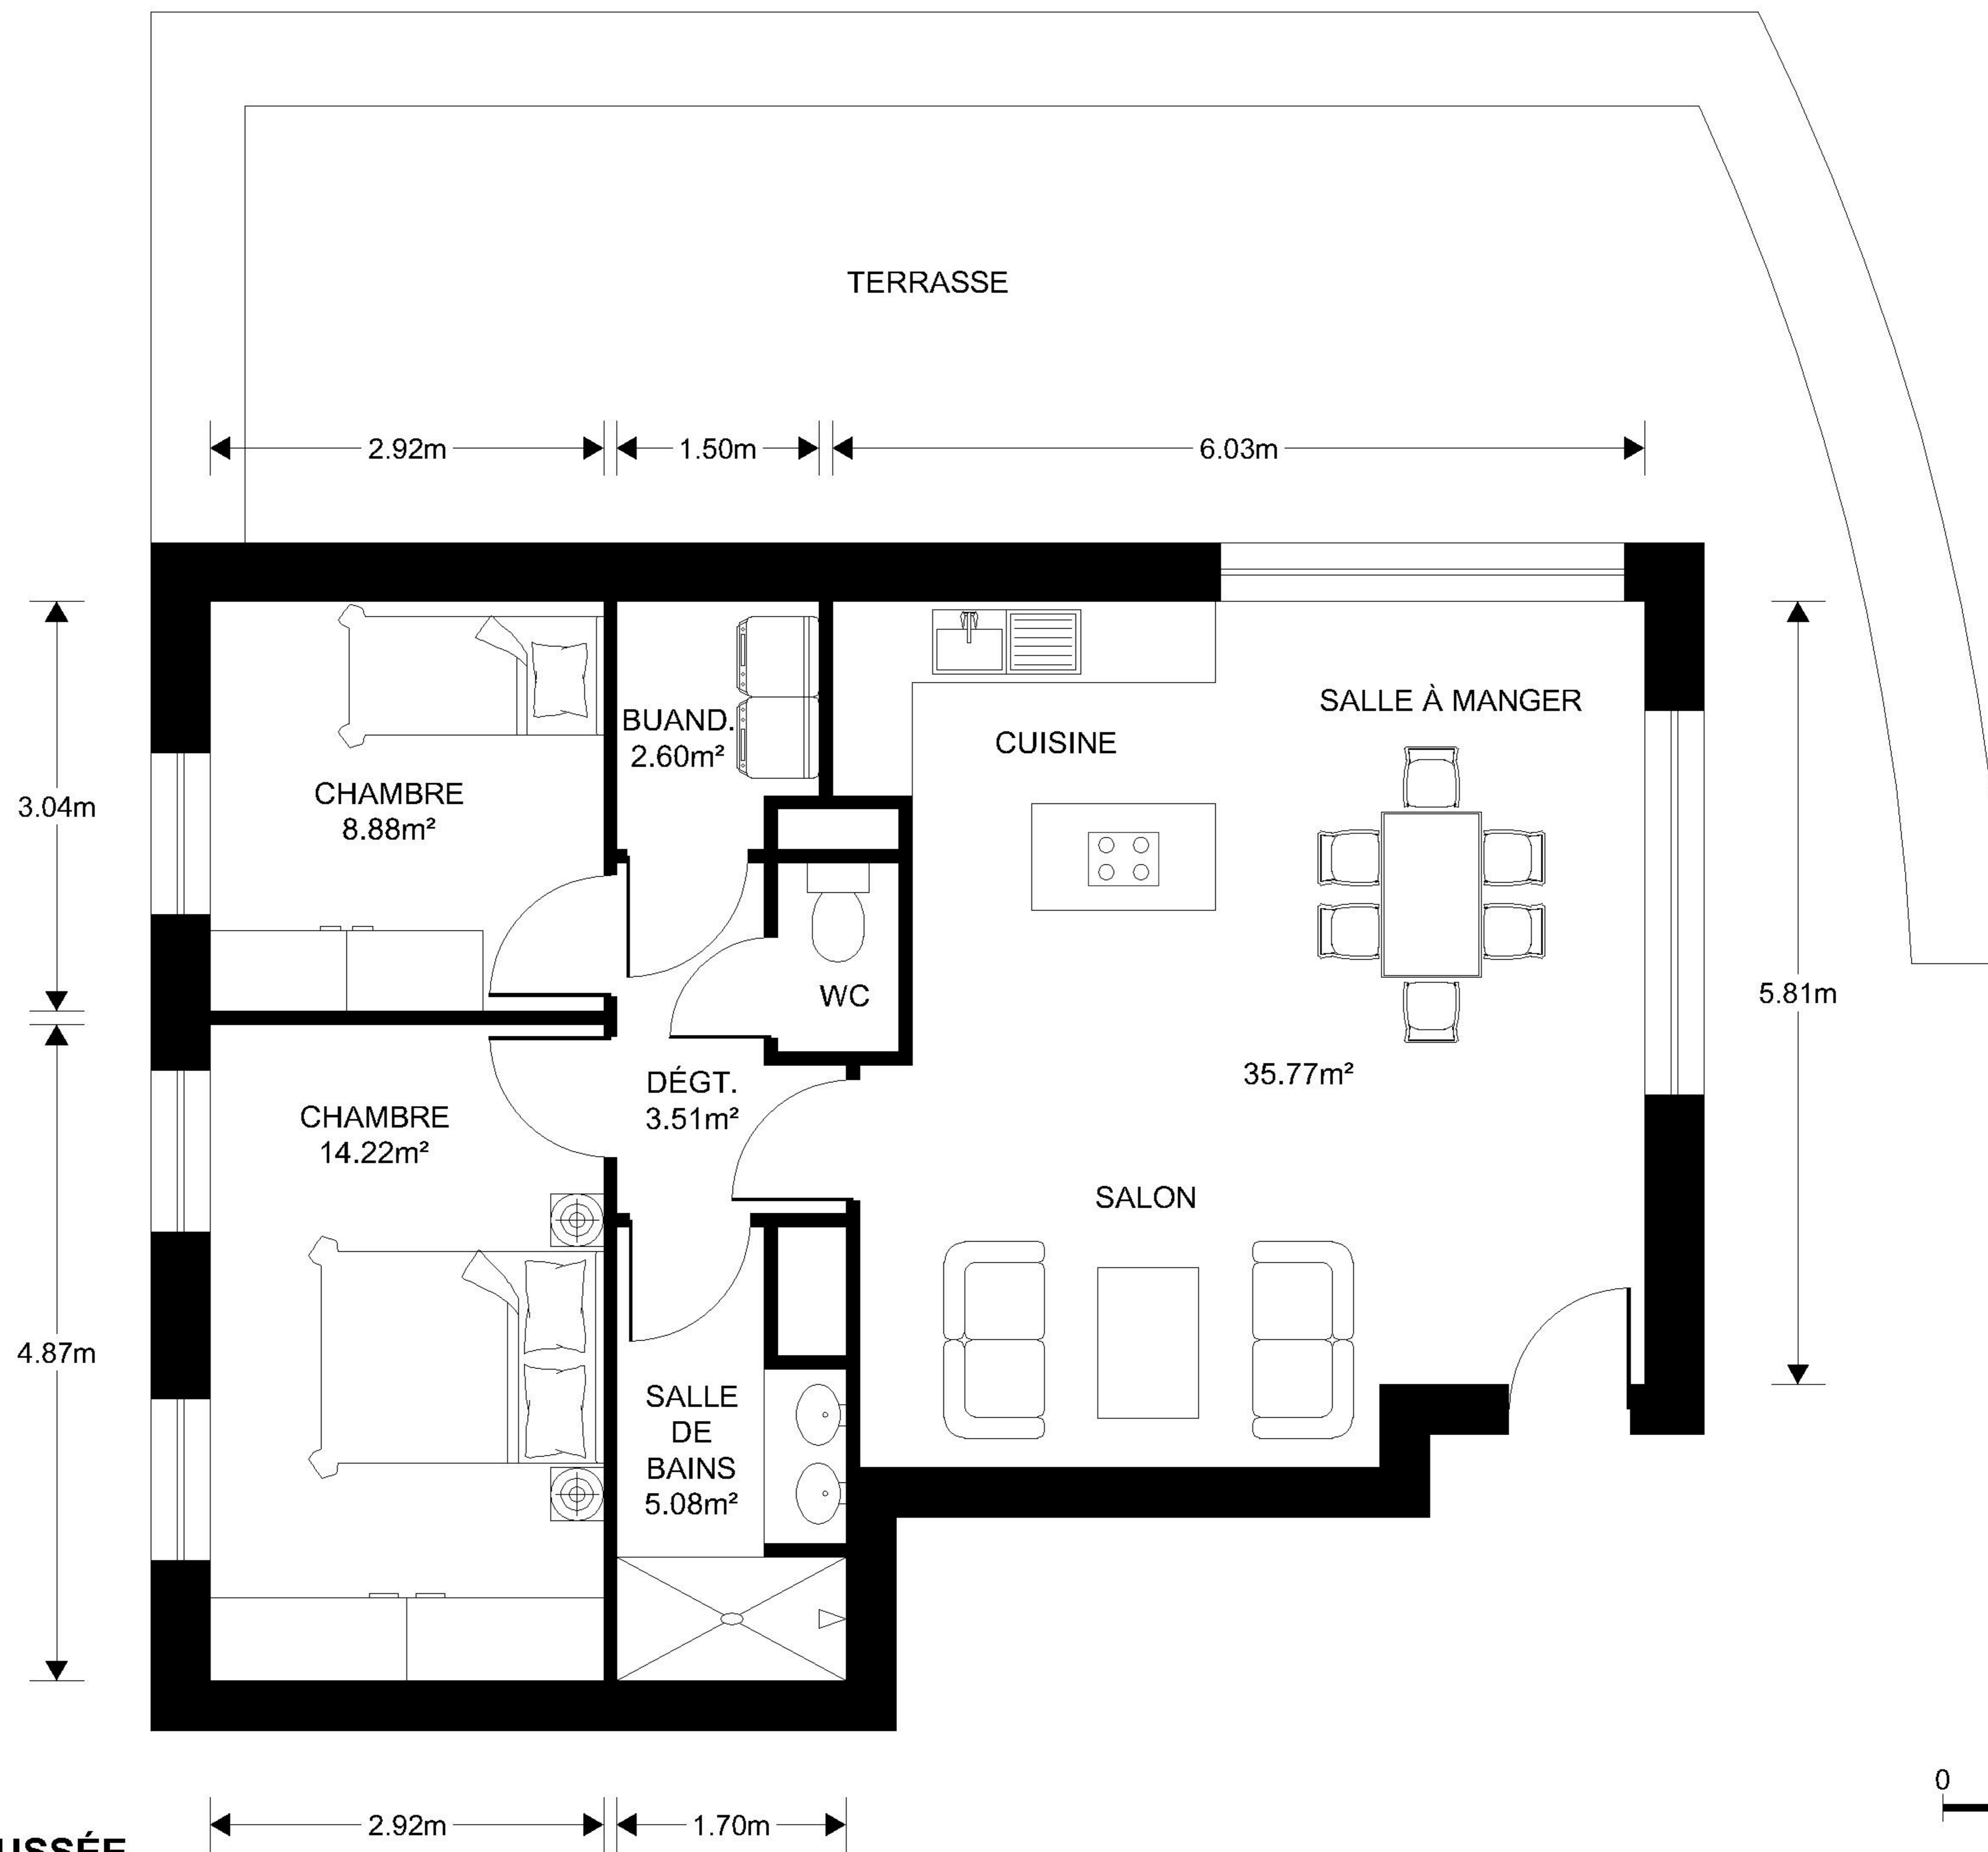 TERRASSE
2.92m
1.50m
6.03m
SALLE À MANGER
BUAND.
2.60m²
CUISINE
CHAMBRE
8.88m²
3.04m
WC
5.81m
35.77m²
DÉGT.
3.51m²
CHAMBRE
14.22m²
SALON
4.87m
SALLE
DE
BAINS
5.08m²
0
2.92m
1.70m